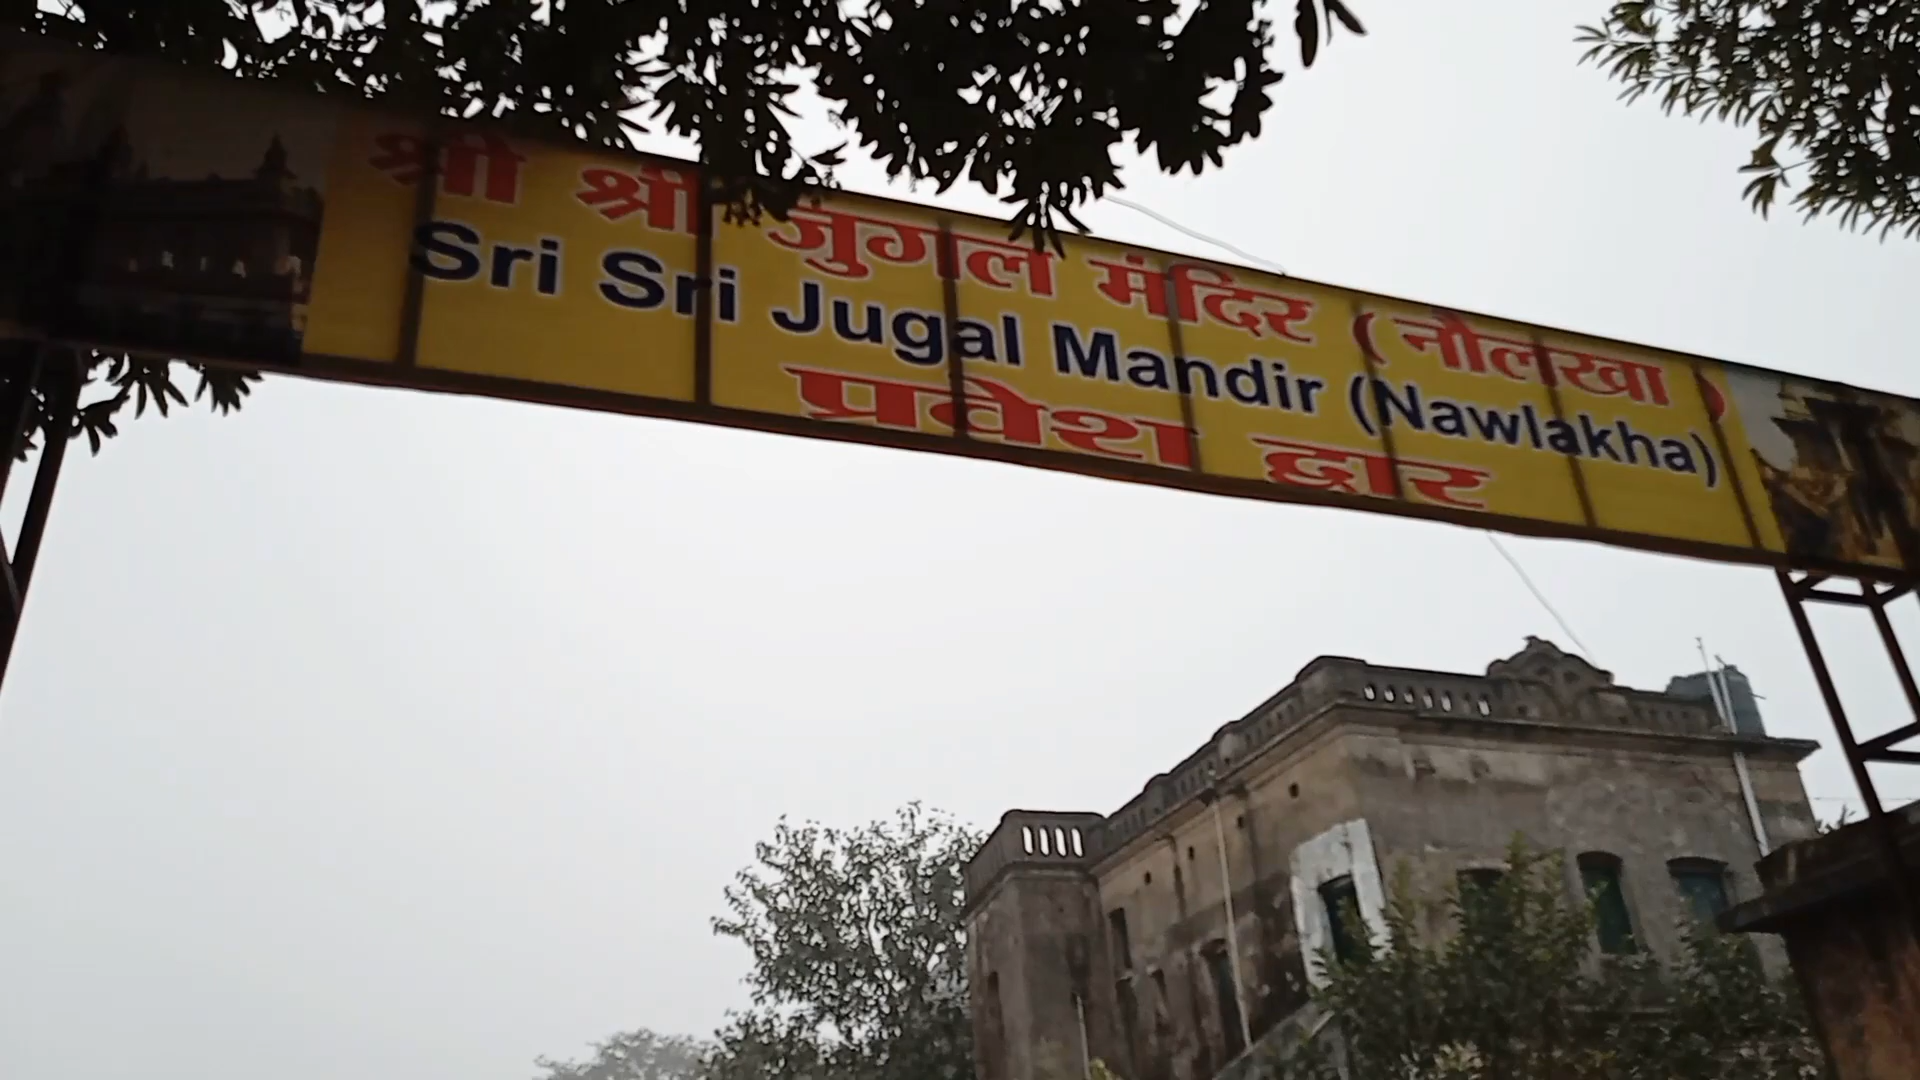 श्री श्री जुगल मंदिर ( नौलखा )
Sri Sri Jugal Mandir (Nawlakha)
प्रवेश द्वार